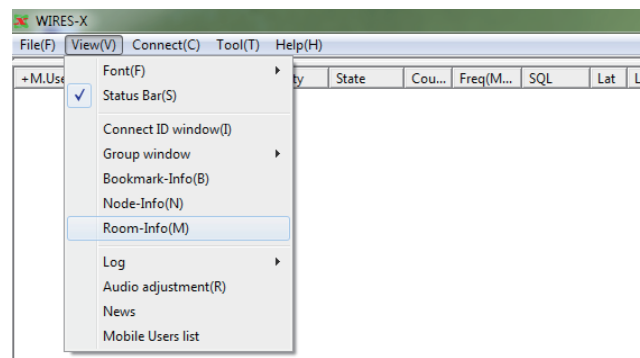 WIRES-X
File(F) View(V) Connect(C) Tool(T) Help(H)
+M.Use ty State Cou... Freq(M... SQL Lat L
Font(F)
Status Bar(S)
Connect ID window(I)
Group window
Bookmark-Info(B)
Node-Info(N)
Room-Info(M)
Log
Audio adjustment(R)
News
Mobile Users list